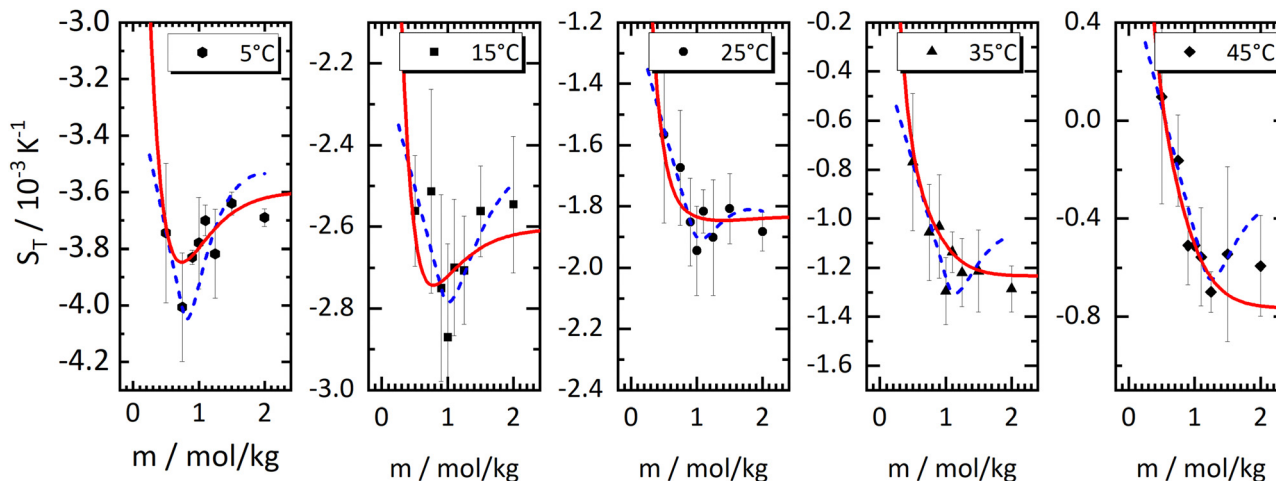 S_T / 10⁻³ K⁻¹
-3.0
-3.2
-3.4
-3.6
-3.8
-4.0
-4.2
5°C
0 1 2
m / mol/kg
-2.2
-2.4
-2.6
-2.8
-3.0
15°C
0 1 2
m / mol/kg
-1.2
-1.4
-1.6
-1.8
-2.0
-2.2
-2.4
25°C
0 1 2
m / mol/kg
-0.2
-0.4
-0.6
-0.8
-1.0
-1.2
-1.4
-1.6
35°C
0 1 2
m / mol/kg
0.4
0.0
-0.4
-0.8
45°C
0 1 2
m / mol/kg